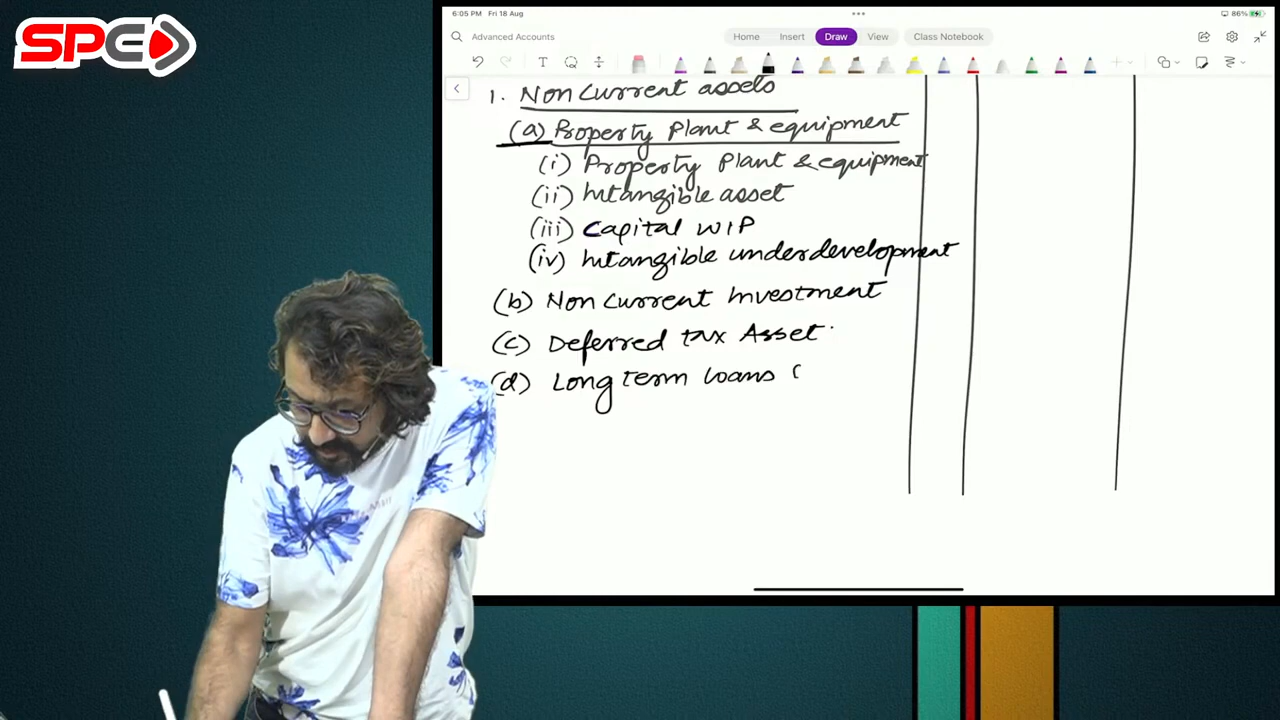 SPE
6:05 PM Fri 18 Aug
86%
Advanced Accounts
Home Insert Draw View Class Notebook
1. Non Current assets
(a) Property Plant & equipment
(i) Property Plant & equipment
(ii) Intangible asset
(iii) Capital WIP
(iv) Intangible underdevelopment
(b) Non Current Investment
(c) Deferred tax Asset
(d) Long term Loans (